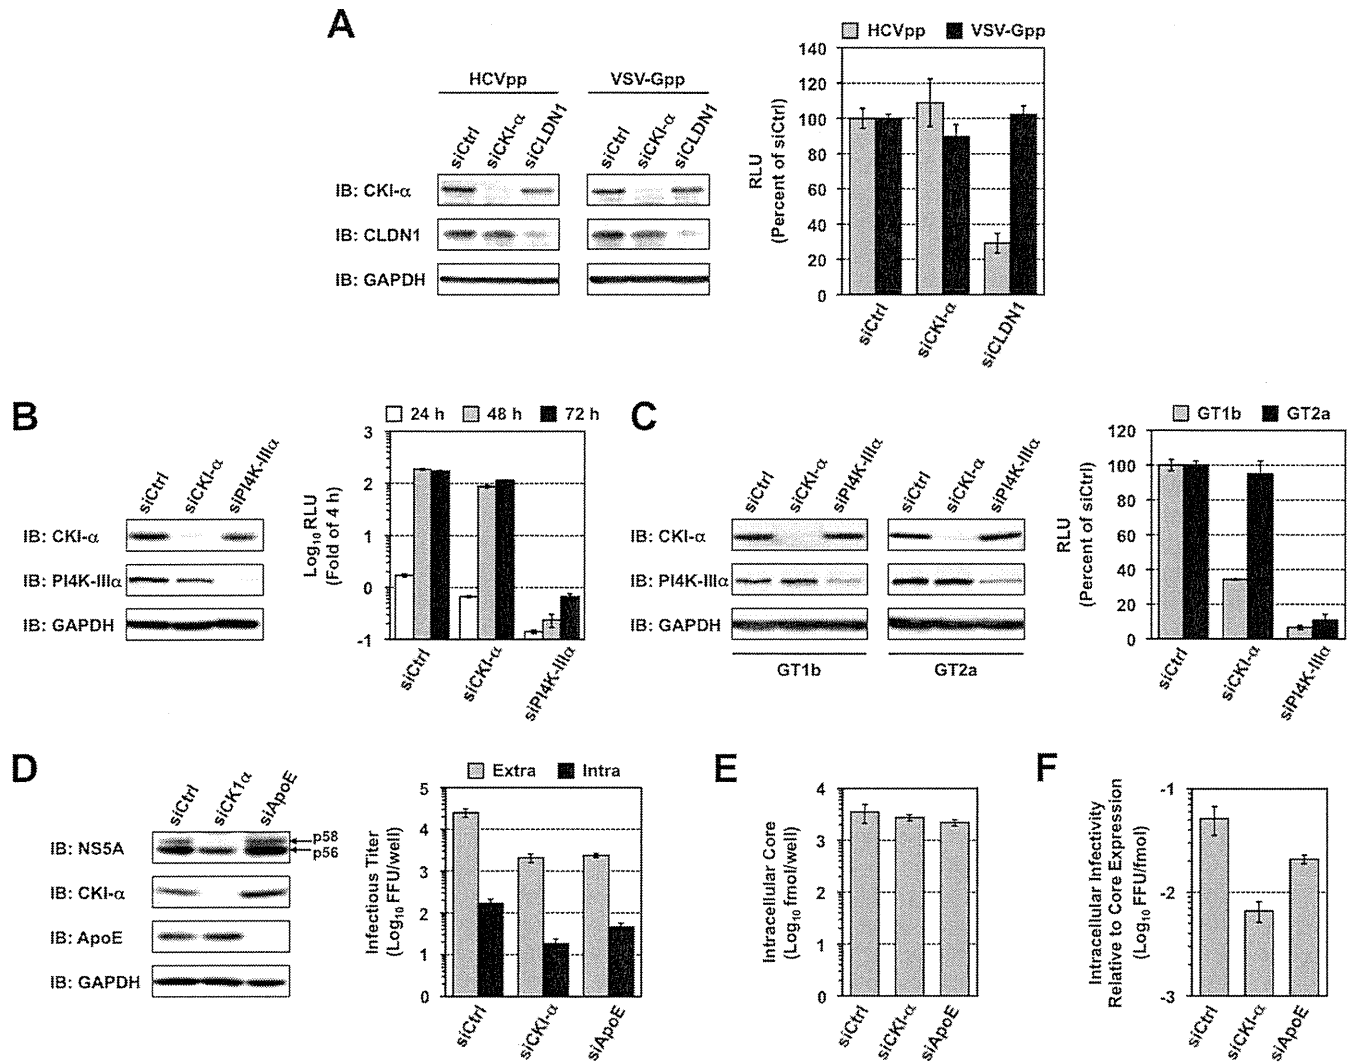 A
HCVpp
VSV-Gpp
siCtrl
siCKI-α
siCLDN1
siCtrl
siCKI-α
siCLDN1
IB: CKI-α
IB: CLDN1
IB: GAPDH
HCVpp
VSV-Gpp
RLU
(Percent of siCtrl)
140
120
100
80
60
40
20
0
siCtrl
siCKI-α
siCLDN1
B
siCtrl
siCKI-α
siPI4K-IIIα
IB: CKI-α
IB: PI4K-IIIα
IB: GAPDH
24 h
48 h
72 h
Log10RLU
(Fold of 4 h)
3
2
1
0
-1
siCtrl
siCKI-α
siPI4K-IIIα
C
siCtrl
siCKI-α
siPI4K-IIIα
siCtrl
siCKI-α
siPI4K-IIIα
IB: CKI-α
IB: PI4K-IIIα
IB: GAPDH
GT1b
GT2a
GT1b
GT2a
RLU
(Percent of siCtrl)
120
100
80
60
40
20
0
siCtrl
siCKI-α
siPI4K-IIIα
D
siCtrl
siCK1α
siApoE
IB: NS5A
p58
p56
IB: CKI-α
IB: ApoE
IB: GAPDH
Extra
Intra
Infectious Titer
(Log10 FFU/well)
5
4
3
2
1
0
siCtrl
siCKI-α
siApoE
E
Intracellular Core
(Log10 fmol/well)
4
3
2
1
0
siCtrl
siCKI-α
siApoE
F
Intracellular Infectivity
Relative to Core Expression
(Log10 FFU/fmol)
-1
-2
-3
siCtrl
siCKI-α
siApoE